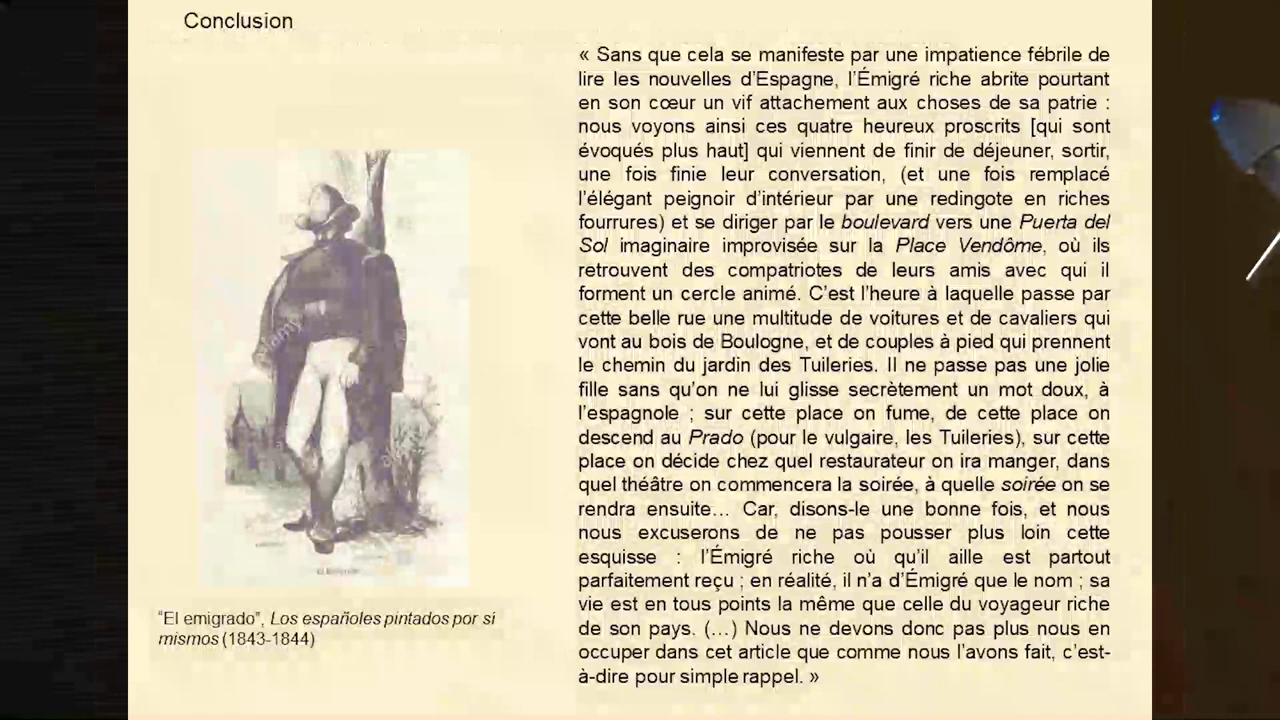 Conclusion
« Sans que cela se manifeste par une impatience fébrile de
lire les nouvelles d'Espagne, l'Émigré riche abrite pourtant
en son cœur un vif attachement aux choses de sa patrie :
nous voyons ainsi ces quatre heureux proscrits [qui sont
évoqués plus haut] qui viennent de finir de déjeuner, sortir,
une fois finie leur conversation, (et une fois remplacé
l'élégant peignoir d'intérieur par une redingote en riches
fourrures) et se diriger par le boulevard vers une Puerta del
Sol imaginaire improvisée sur la Place Vendôme, où ils
retrouvent des compatriotes de leurs amis avec qui il
forment un cercle animé. C'est l'heure à laquelle passe par
cette belle rue une multitude de voitures et de cavaliers qui
vont au bois de Boulogne, et de couples à pied qui prennent
le chemin du jardin des Tuileries. Il ne passe pas une jolie
fille sans qu'on ne lui glisse secrètement un mot doux, à
l'espagnole ; sur cette place on fume, de cette place on
descend au Prado (pour le vulgaire, les Tuileries), sur cette
place on décide chez quel restaurateur on ira manger, dans
quel théâtre on commencera la soirée, à quelle soirée on se
rendra ensuite… Car, disons-le une bonne fois, et nous
nous excuserons de ne pas pousser plus loin cette
esquisse : l'Émigré riche où qu'il aille est partout
parfaitement reçu ; en réalité, il n'a d'Émigré que le nom ; sa
vie est en tous points la même que celle du voyageur riche
de son pays. (…) Nous ne devons donc pas plus nous en
occuper dans cet article que comme nous l'avons fait, c'est-
à-dire pour simple rappel. »
"El emigrado", Los españoles pintados por sí
mismos (1843-1844)